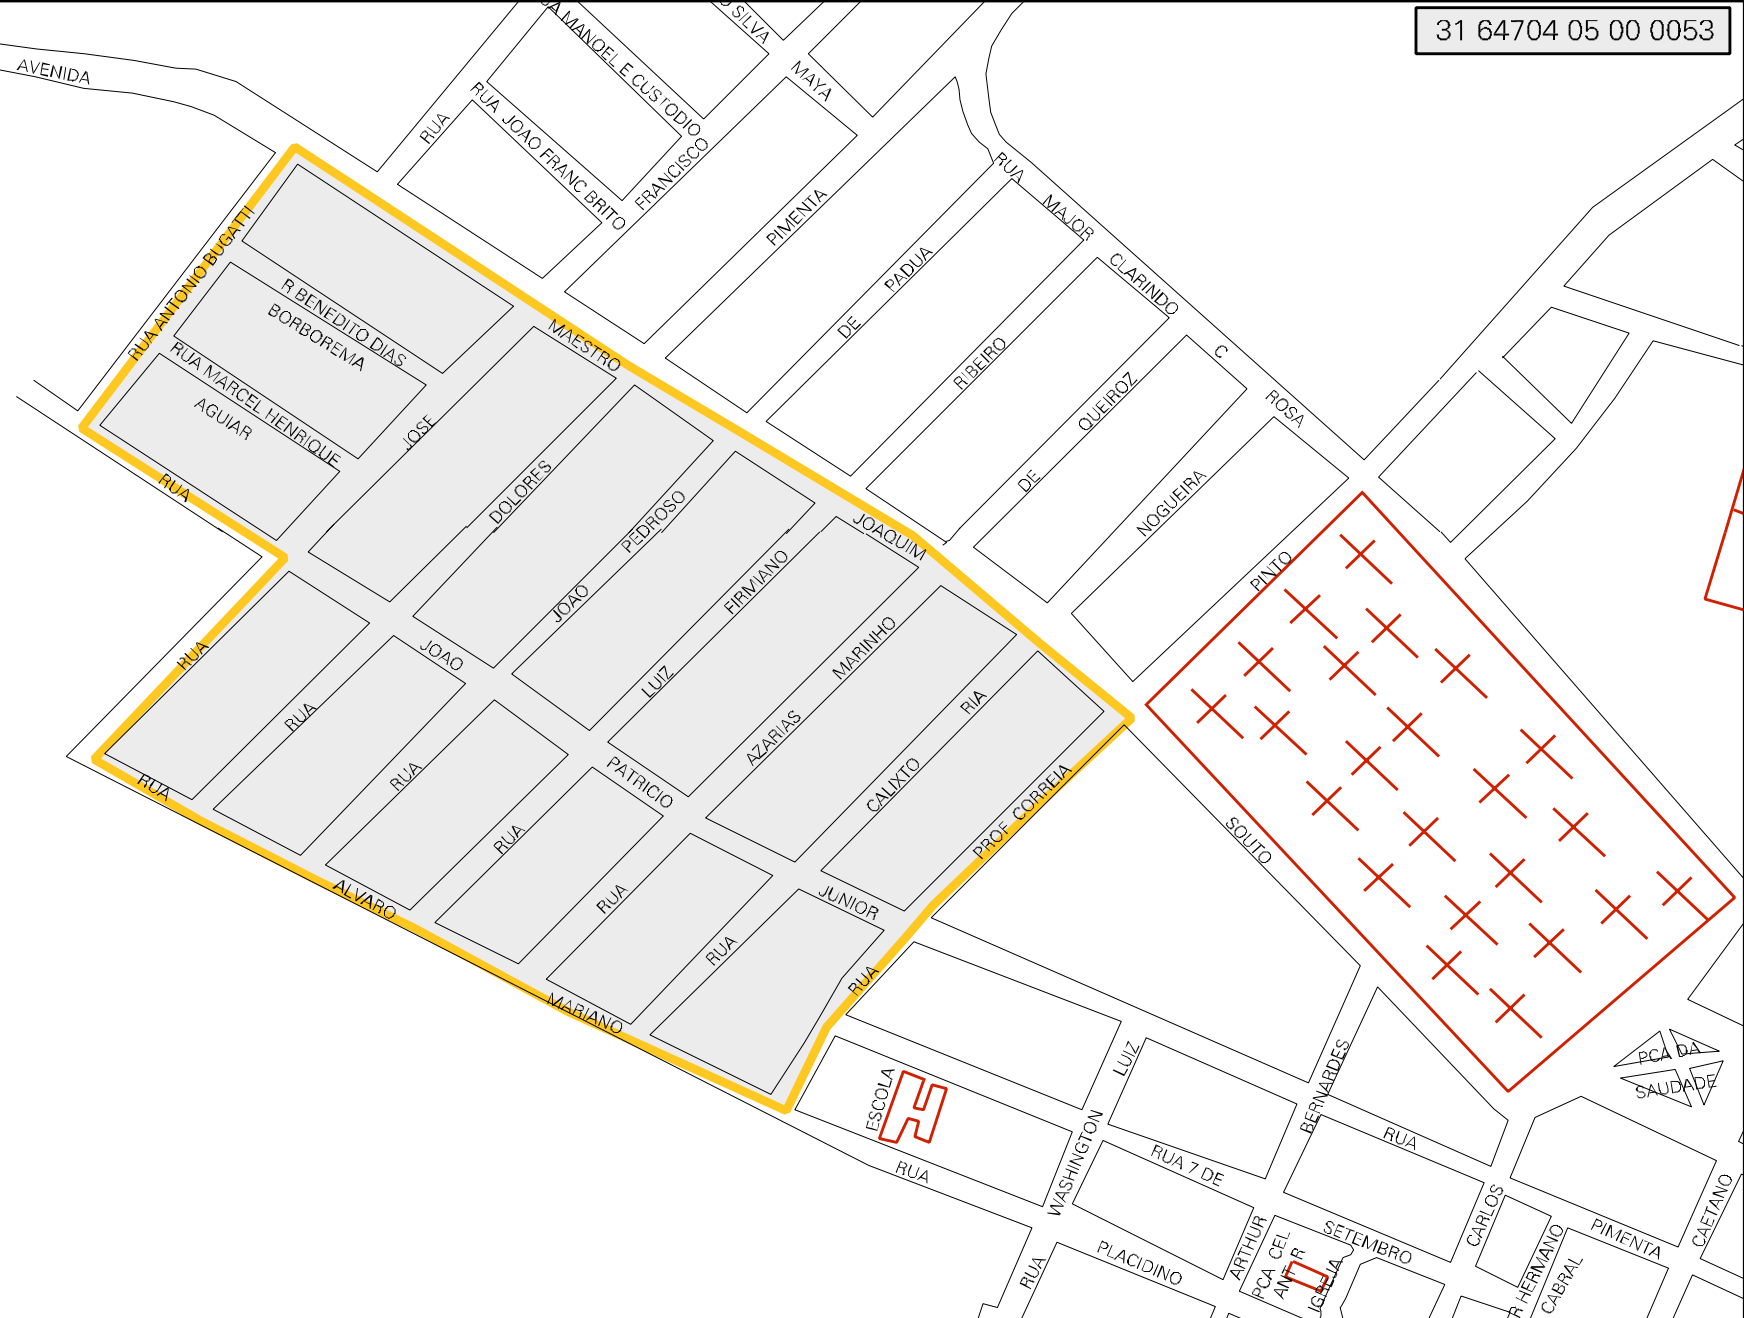 31 64704 05 00 0053
AVENIDA
RUA
MANOEL E CUSTODIO
SILVA
MAYA
RUA JOAO FRANC BRITO
FRANCISCO
PIMENTA
RUA MAJOR CLARINDO C ROSA
DE PADUA
RIBEIRO
DE QUEIROZ
NOGUEIRA
PINTO
RUA ANTONIO BUGATTI
R BENEDITO DIAS
BORBOREMA
RUA MARCEL HENRIQUE
AGUIAR
MAESTRO
JOAQUIM
JOSE
DOLORES
JOAO PEDROSO
LUIZ FIRMIANO
AZARIAS MARINHO
CALIXTO RIA
PROF CORREIA
RUA
RUA
RUA
JOAO
PATRICIO
JUNIOR
RUA
RUA
RUA
RUA
RUA
RUA
ALVARO
MARIANO
SOUTO
ESCOLA
RUA
LUIZ
WASHINGTON
RUA
BERNARDES
ARTHUR
RUA 7 DE
SETEMBRO
PLACIDINO
RUA
PIMENTA
CARLOS
CAETANO
R HERMANO
CABRAL
PCA CEL
ANT R
IGREJA
PCA DA
SAUDADE